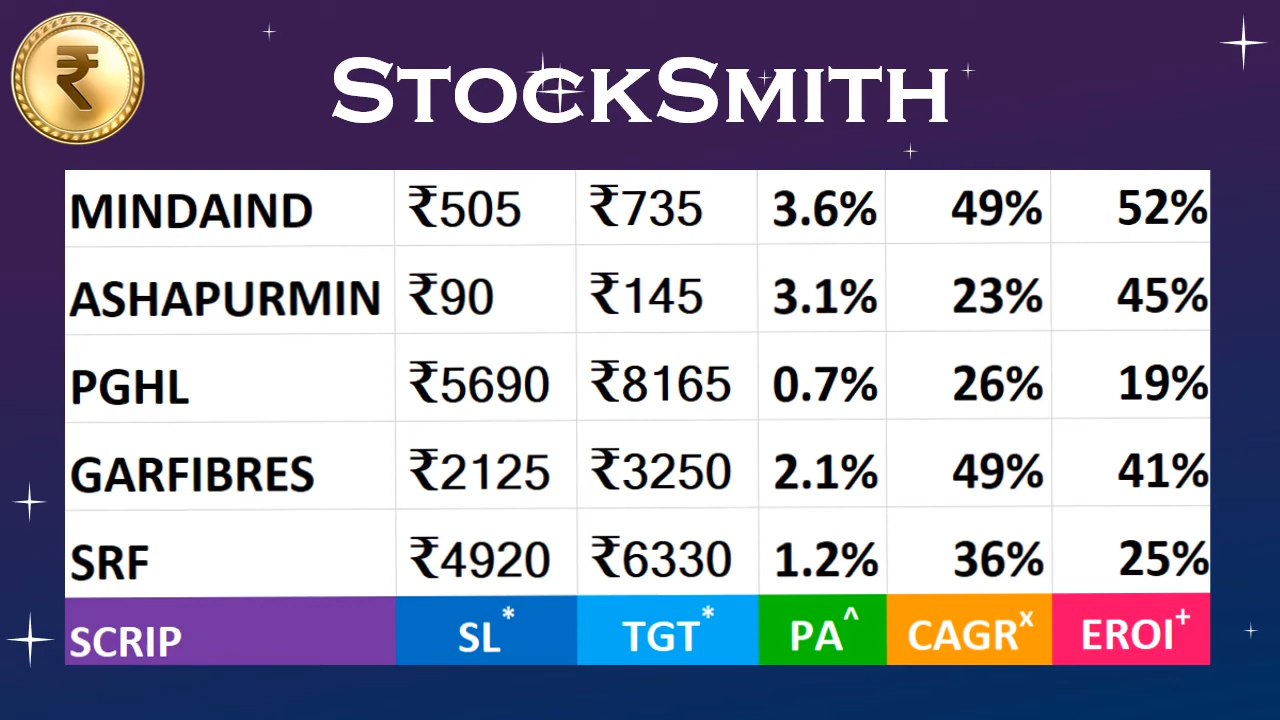 ₹
STOCKSMITH
MINDAIND ₹505 ₹735 3.6% 49% 52%
ASHAPURMIN ₹90 ₹145 3.1% 23% 45%
PGHL ₹5690 ₹8165 0.7% 26% 19%
GARFIBRES ₹2125 ₹3250 2.1% 49% 41%
SRF ₹4920 ₹6330 1.2% 36% 25%
SCRIP SL* TGT* PA^ CAGRx EROI+